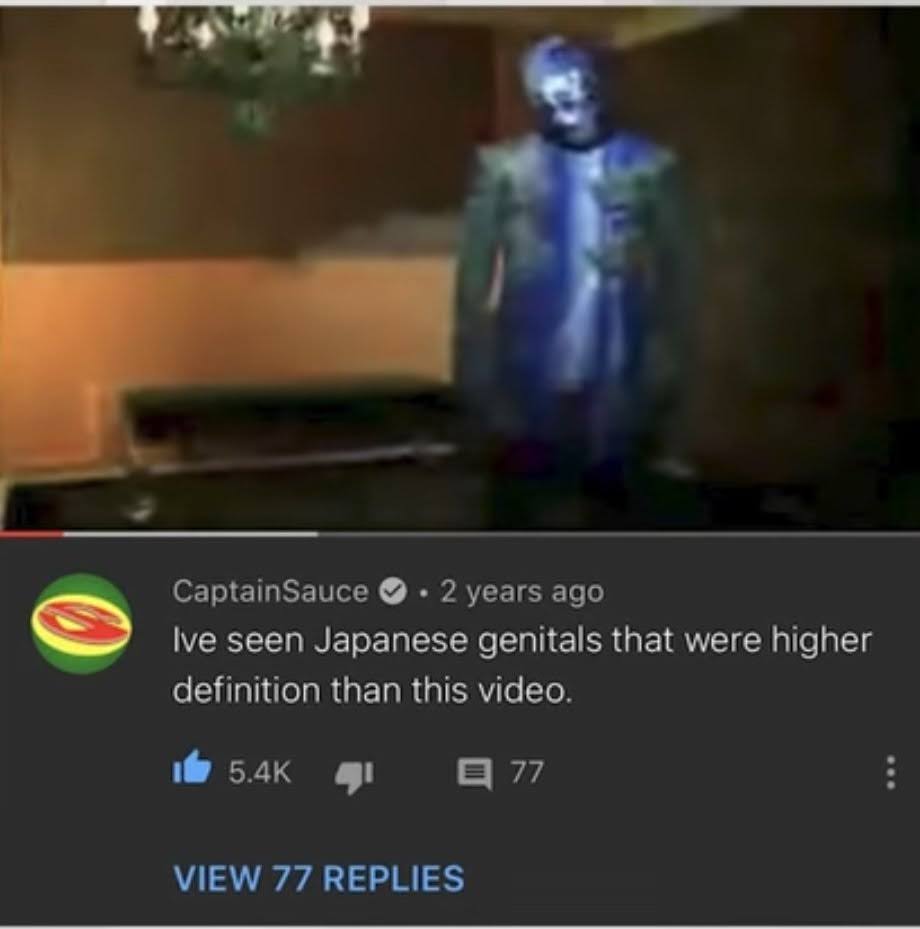 CaptainSauce • 2 years ago
Ive seen Japanese genitals that were higher
definition than this video.
5.4K 77
VIEW 77 REPLIES